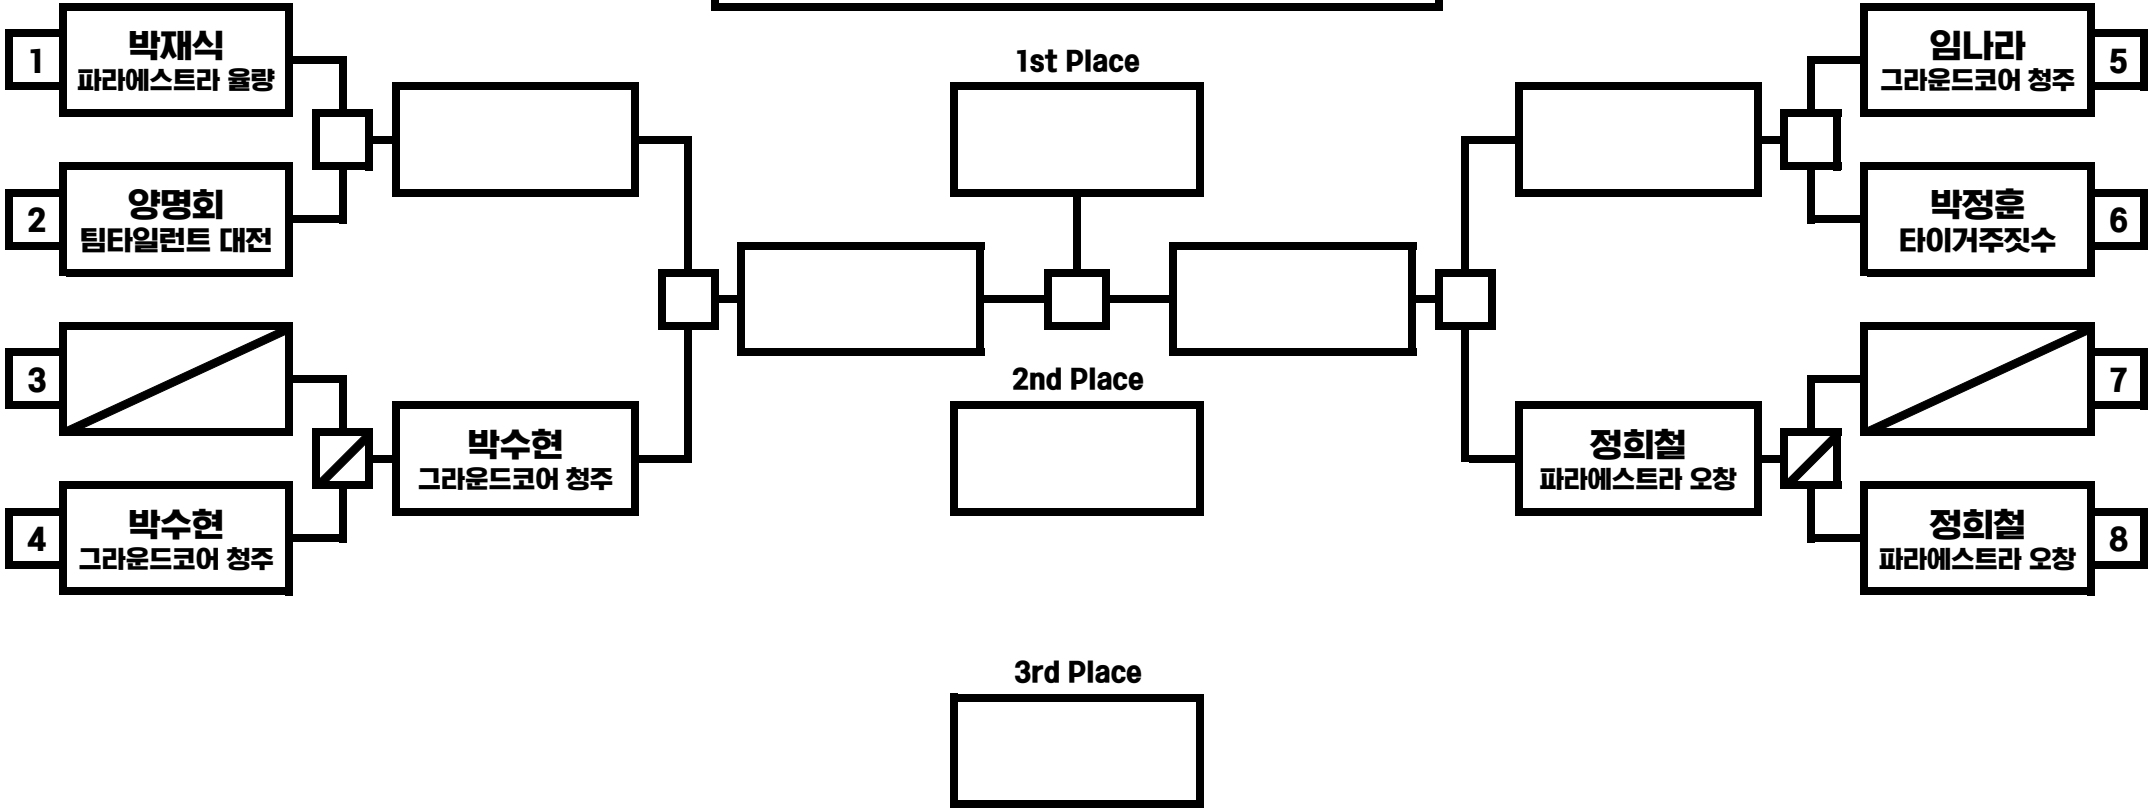 1
박재식
파라에스트라 율량
2
양명회
팀타일런트 대전
3
4
박수현
그라운드코어 청주
박수현
그라운드코어 청주
1st Place
2nd Place
3rd Place
정희철
파라에스트라 오창
임나라
그라운드코어 청주
5
박정훈
타이거주짓수
6
7
정희철
파라에스트라 오창
8